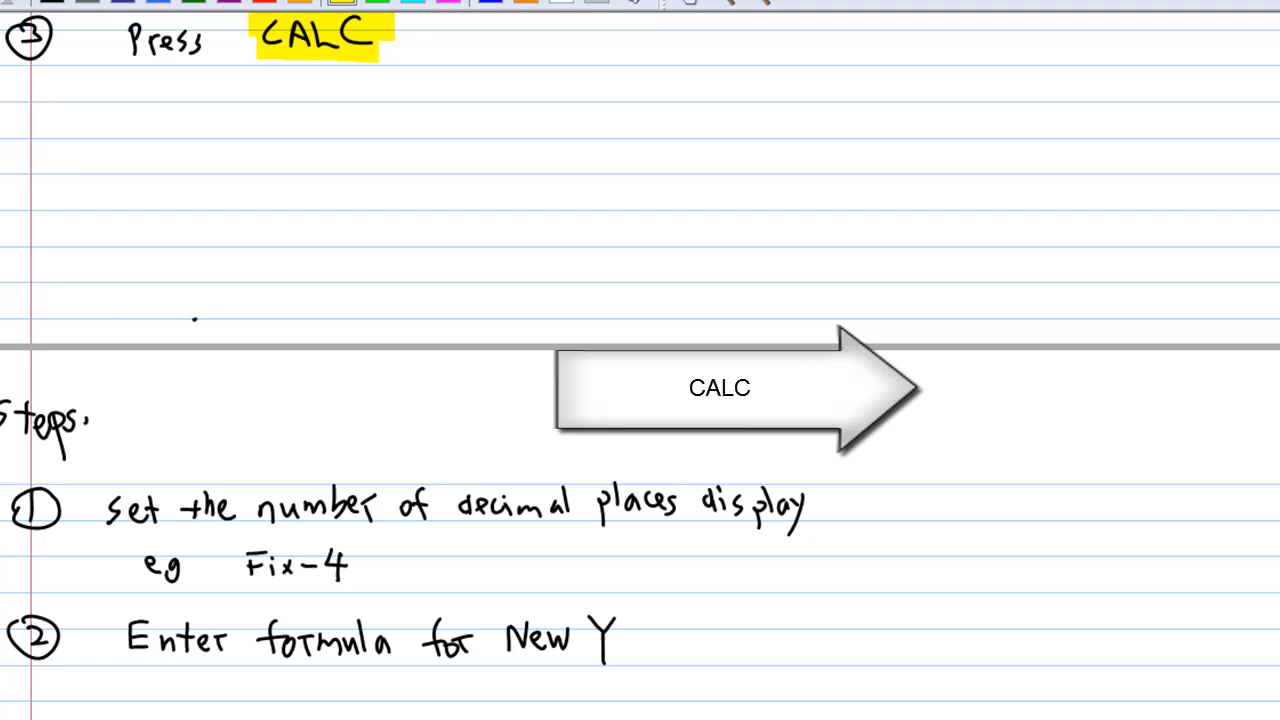 ③ Press CALC
CALC
Steps.
① set the number of decimal places display
eg Fix-4
② Enter formula for New Y